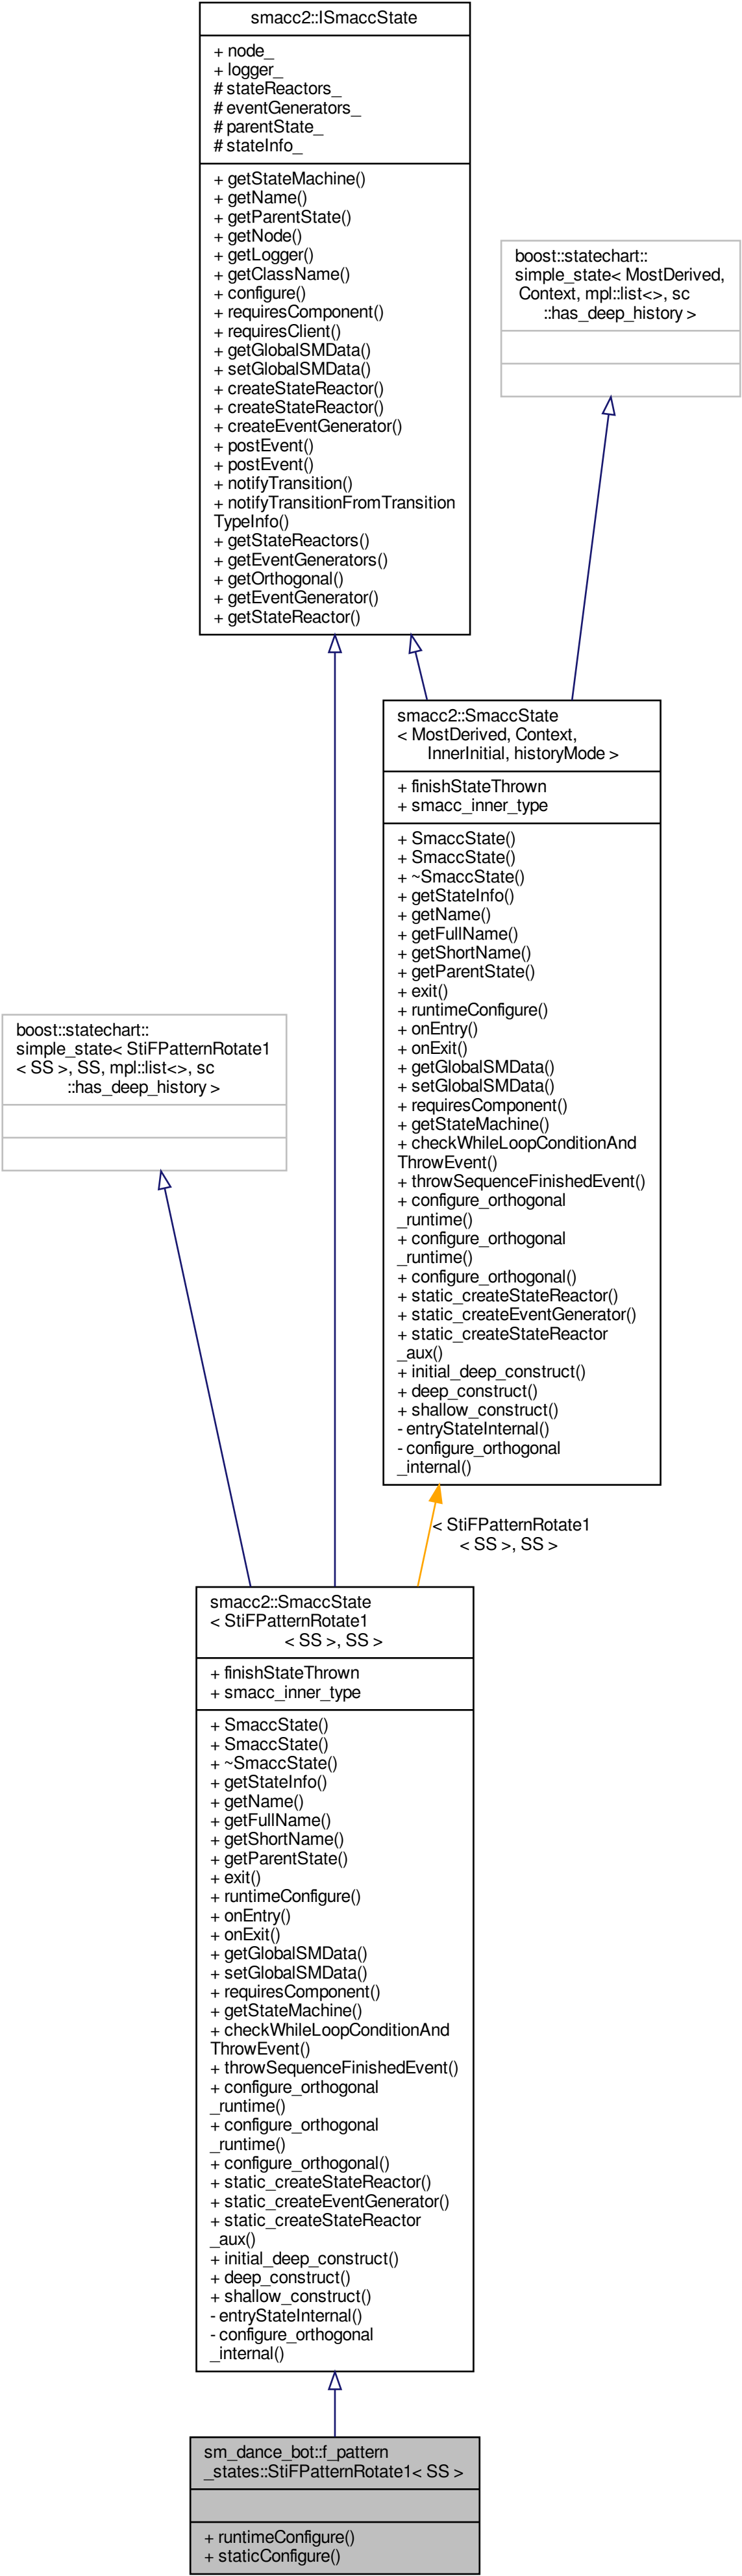 smacc2::ISmaccState
+ node_
+ logger_
# stateReactors_
# eventGenerators_
# parentState_
# stateInfo_
+ getStateMachine()
+ getName()
+ getParentState()
+ getNode()
+ getLogger()
+ getClassName()
+ configure()
+ requiresComponent()
+ requiresClient()
+ getGlobalSMData()
+ setGlobalSMData()
+ createStateReactor()
+ createStateReactor()
+ createEventGenerator()
+ postEvent()
+ postEvent()
+ notifyTransition()
+ notifyTransitionFromTransition
TypeInfo()
+ getStateReactors()
+ getEventGenerators()
+ getOrthogonal()
+ getEventGenerator()
+ getStateReactor()
boost::statechart::
simple_state< MostDerived,
Context, mpl::list<>, sc
::has_deep_history >
smacc2::SmaccState
< MostDerived, Context,
InnerInitial, historyMode >
+ finishStateThrown
+ smacc_inner_type
+ SmaccState()
+ SmaccState()
+ ~SmaccState()
+ getStateInfo()
+ getName()
+ getFullName()
+ getShortName()
+ getParentState()
+ exit()
+ runtimeConfigure()
+ onEntry()
+ onExit()
+ getGlobalSMData()
+ setGlobalSMData()
+ requiresComponent()
+ getStateMachine()
+ checkWhileLoopConditionAnd
ThrowEvent()
+ throwSequenceFinishedEvent()
+ configure_orthogonal
_runtime()
+ configure_orthogonal
_runtime()
+ configure_orthogonal()
+ static_createStateReactor()
+ static_createEventGenerator()
+ static_createStateReactor
_aux()
+ initial_deep_construct()
+ deep_construct()
+ shallow_construct()
- entryStateInternal()
- configure_orthogonal
_internal()
boost::statechart::
simple_state< StiFPatternRotate1
< SS >, SS, mpl::list<>, sc
::has_deep_history >
< StiFPatternRotate1
< SS >, SS >
smacc2::SmaccState
< StiFPatternRotate1
< SS >, SS >
+ finishStateThrown
+ smacc_inner_type
+ SmaccState()
+ SmaccState()
+ ~SmaccState()
+ getStateInfo()
+ getName()
+ getFullName()
+ getShortName()
+ getParentState()
+ exit()
+ runtimeConfigure()
+ onEntry()
+ onExit()
+ getGlobalSMData()
+ setGlobalSMData()
+ requiresComponent()
+ getStateMachine()
+ checkWhileLoopConditionAnd
ThrowEvent()
+ throwSequenceFinishedEvent()
+ configure_orthogonal
_runtime()
+ configure_orthogonal
_runtime()
+ configure_orthogonal()
+ static_createStateReactor()
+ static_createEventGenerator()
+ static_createStateReactor
_aux()
+ initial_deep_construct()
+ deep_construct()
+ shallow_construct()
- entryStateInternal()
- configure_orthogonal
_internal()
sm_dance_bot::f_pattern
_states::StiFPatternRotate1< SS >
+ runtimeConfigure()
+ staticConfigure()